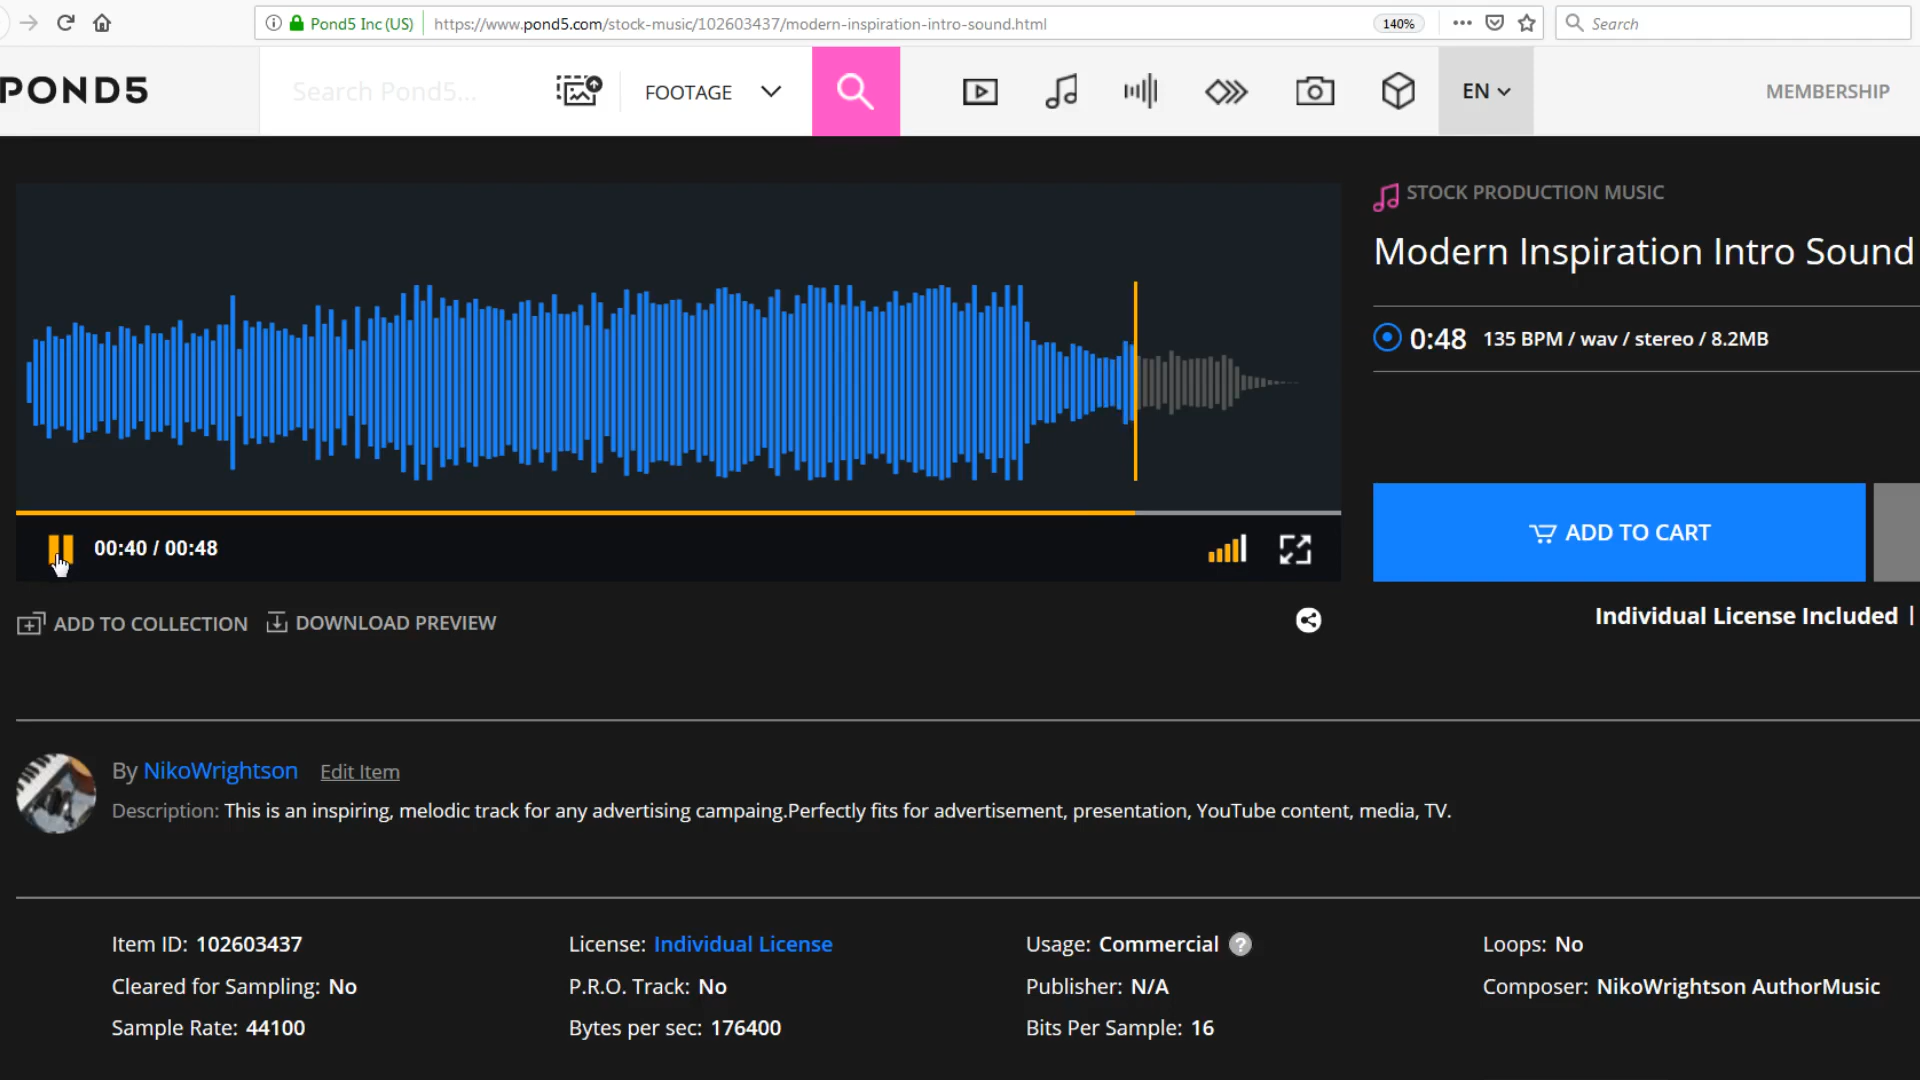 Pond5 Inc (US)
https://www.pond5.com/stock-music/102603437/modern-inspiration-intro-sound.html
140%
Search
POND5
Search Pond5...
FOOTAGE
EN
MEMBERSHIP
STOCK PRODUCTION MUSIC
Modern Inspiration Intro Sound
0:48 135 BPM / wav / stereo / 8.2MB
ADD TO CART
00:40 / 00:48
ADD TO COLLECTION
DOWNLOAD PREVIEW
Individual License Included |
By NikoWrightson Edit Item
Description: This is an inspiring, melodic track for any advertising campaing.Perfectly fits for advertisement, presentation, YouTube content, media, TV.
Item ID: 102603437
License: Individual License
Usage: Commercial ?
Loops: No
Cleared for Sampling: No
P.R.O. Track: No
Publisher: N/A
Composer: NikoWrightson AuthorMusic
Sample Rate: 44100
Bytes per sec: 176400
Bits Per Sample: 16